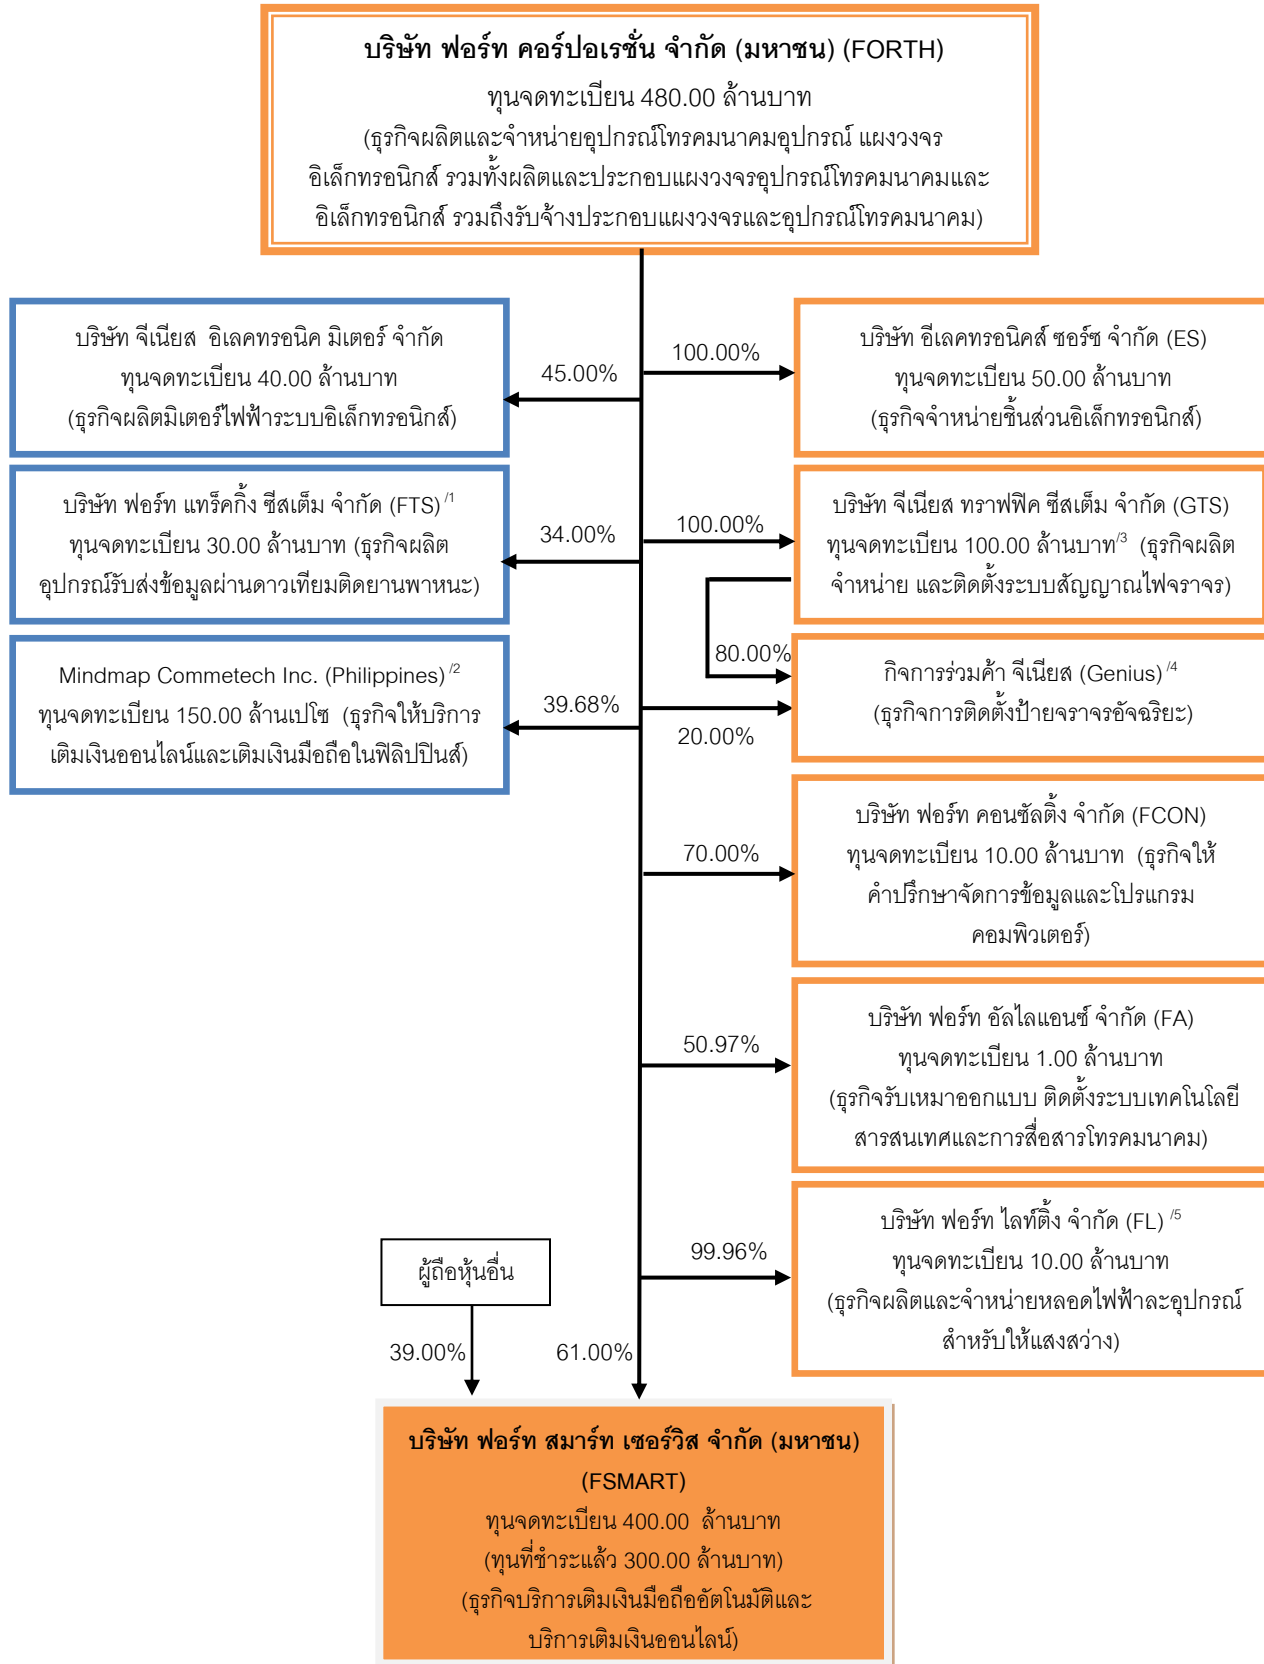 บริษัท ฟอร์ท คอร์ปอเรชั่น จำกัด (มหาชน) (FORTH)
ทุนจดทะเบียน 480.00 ล้านบาท
(ธุรกิจผลิตและจำหน่ายอุปกรณ์โทรคมนาคมอุปกรณ์ แผงวงจร
อิเล็กทรอนิกส์ รวมทั้งผลิตและประกอบแผงวงจรอุปกรณ์โทรคมนาคมและ
อิเล็กทรอนิกส์ รวมถึงรับจ้างประกอบแผงวงจรและอุปกรณ์โทรคมนาคม)
บริษัท จีเนียส อิเลคทรอนิค มิเตอร์ จำกัด
ทุนจดทะเบียน 40.00 ล้านบาท
(ธุรกิจผลิตมิเตอร์ไฟฟ้าระบบอิเล็กทรอนิกส์)
45.00%
100.00%
บริษัท อีเลคทรอนิคส์ ซอร์ซ จำกัด (ES)
ทุนจดทะเบียน 50.00 ล้านบาท
(ธุรกิจจำหน่ายชิ้นส่วนอิเล็กทรอนิกส์)
บริษัท ฟอร์ท แทร็คกิ้ง ซีสเต็ม จำกัด (FTS) /1
ทุนจดทะเบียน 30.00 ล้านบาท (ธุรกิจผลิต
อุปกรณ์รับส่งข้อมูลผ่านดาวเทียมติดยานพาหนะ)
34.00%
100.00%
บริษัท จีเนียส ทราฟฟิค ซีสเต็ม จำกัด (GTS)
ทุนจดทะเบียน 100.00 ล้านบาท/3 (ธุรกิจผลิต
จำหน่าย และติดตั้งระบบสัญญาณไฟจราจร)
Mindmap Commetech Inc. (Philippines) /2
ทุนจดทะเบียน 150.00 ล้านเปโซ (ธุรกิจให้บริการ
เติมเงินออนไลน์และเติมเงินมือถือในฟิลิปปินส์)
39.68%
80.00%
20.00%
กิจการร่วมค้า จีเนียส (Genius) /4
(ธุรกิจการติดตั้งป้ายจราจรอัจฉริยะ)
70.00%
บริษัท ฟอร์ท คอนซัลติ้ง จำกัด (FCON)
ทุนจดทะเบียน 10.00 ล้านบาท (ธุรกิจให้
คำปรึกษาจัดการข้อมูลและโปรแกรม
คอมพิวเตอร์)
50.97%
บริษัท ฟอร์ท อัลไลแอนซ์ จำกัด (FA)
ทุนจดทะเบียน 1.00 ล้านบาท
(ธุรกิจรับเหมาออกแบบ ติดตั้งระบบเทคโนโลยี
สารสนเทศและการสื่อสารโทรคมนาคม)
99.96%
บริษัท ฟอร์ท ไลท์ติ้ง จำกัด (FL) /5
ทุนจดทะเบียน 10.00 ล้านบาท
(ธุรกิจผลิตและจำหน่ายหลอดไฟฟ้าละอุปกรณ์
สำหรับให้แสงสว่าง)
ผู้ถือหุ้นอื่น
39.00%
61.00%
บริษัท ฟอร์ท สมาร์ท เซอร์วิส จำกัด (มหาชน)
(FSMART)
ทุนจดทะเบียน 400.00 ล้านบาท
(ทุนที่ชำระแล้ว 300.00 ล้านบาท)
(ธุรกิจบริการเติมเงินมือถืออัตโนมัติและ
บริการเติมเงินออนไลน์)